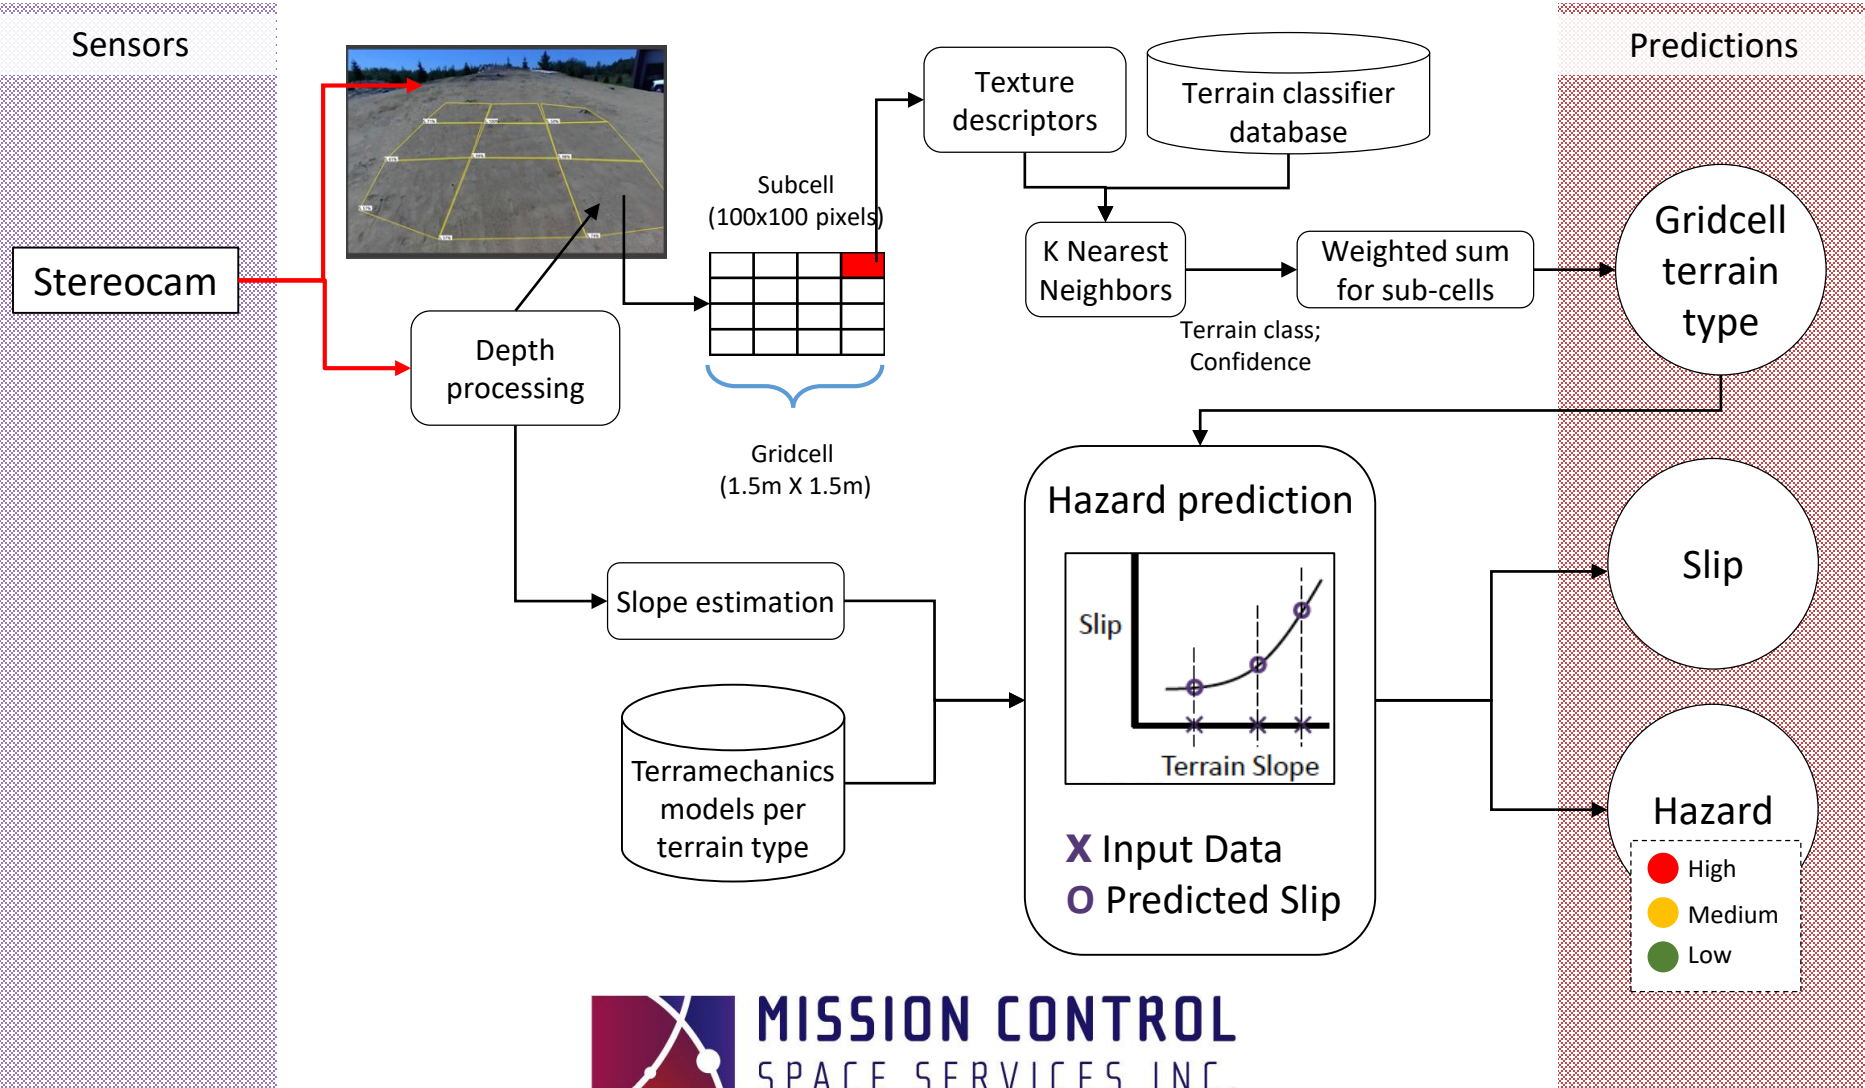 Sensors
Predictions
Stereocam
Depth
processing
Subcell
(100x100 pixels)
Gridcell
(1.5m X 1.5m)
Texture
descriptors
Terrain classifier
database
K Nearest
Neighbors
Terrain class;
Confidence
Weighted sum
for sub-cells
Gridcell
terrain
type
Slope estimation
Terramechanics
models per
terrain type
Hazard prediction
Slip
Terrain Slope
X Input Data
O Predicted Slip
Slip
Hazard
High
Medium
Low
MISSION CONTROL
SPACE SERVICES INC.